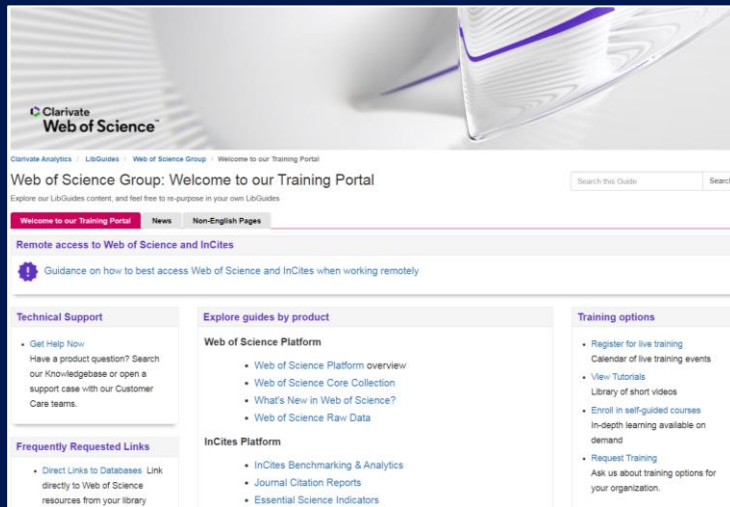 Clarivate
Web of Science™
Clarivate Analytics / LibGuides / Web of Science Group / Welcome to our Training Portal
Web of Science Group: Welcome to our Training Portal
Search this Guide
Search
Explore our LibGuides content, and feel free to re-purpose in your own LibGuides
Welcome to our Training Portal
News
Non-English Pages
Remote access to Web of Science and InCites
Guidance on how to best access Web of Science and InCites when working remotely
Technical Support
• Get Help Now
Have a product question? Search
our Knowledgebase or open a
support case with our Customer
Care teams.
Frequently Requested Links
• Direct Links to Databases Link
directly to Web of Science
resources from your library
Explore guides by product
Web of Science Platform
• Web of Science Platform overview
• Web of Science Core Collection
• What's New in Web of Science?
• Web of Science Raw Data
InCites Platform
• InCites Benchmarking & Analytics
• Journal Citation Reports
• Essential Science Indicators
Training options
• Register for live training
Calendar of live training events
• View Tutorials
Library of short videos
• Enroll in self-guided courses
In-depth learning available on
demand
• Request Training
Ask us about training options for
your organization.